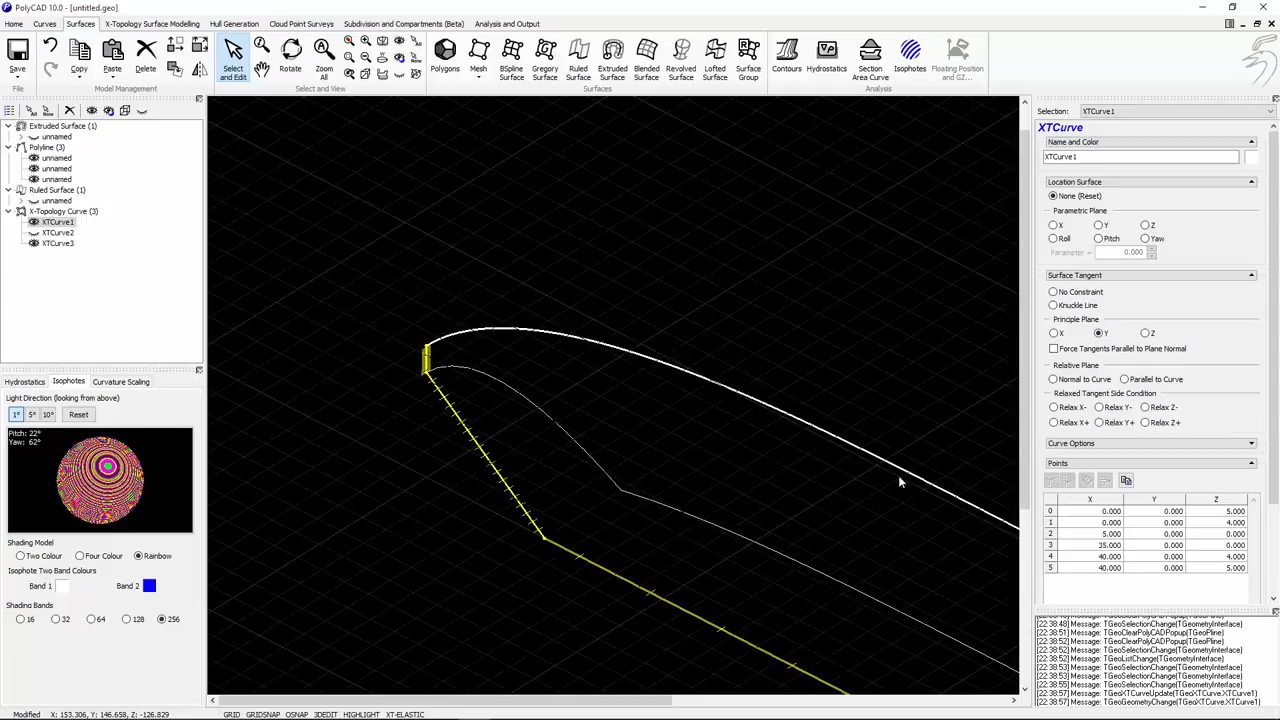 PolyCAD 10.0 - [untitled.geo]
Home Curves Surfaces X-Topology Surface Modelling Hull Generation Cloud Point Surveys Subdivision and Compartments (Beta) Analysis and Output
Save Copy Paste Delete Select and Edit Rotate Zoom All Polygons Mesh BSpline Surface Gregory Surface Ruled Surface Extruded Surface Blended Surface Revolved Surface Lofted Surface Surface Group Contours Hydrostatics Section Area Curve Isophotes Floating Position and GZ...
File Model Management Select and View Surfaces Analysis
Extruded Surface (1)
unnamed
Polyline (3)
unnamed
unnamed
unnamed
Ruled Surface (1)
unnamed
X-Topology Curve (3)
XTCurve1
XTCurve2
XTCurve3
Hydrostatics Isophotes Curvature Scaling
Light Direction (looking from above)
1° 5° 10° Reset
Pitch: 22°
Yaw: 62°
Shading Model
Two Colour Four Colour Rainbow
Isophote Two Band Colours
Band 1 Band 2
Shading Bands
16 32 64 128 256
Selection: XTCurve1
XTCurve
Name and Color
XTCurve1
Location Surface
None (Reset)
Parametric Plane
X Y Z
Roll Pitch Yaw
Parameter = 0.000
Surface Tangent
No Constraint
Knuckle Line
Principle Plane
X Y Z
Force Tangents Parallel to Plane Normal
Relative Plane
Normal to Curve Parallel to Curve
Relaxed Tangent Side Condition
Relax X- Relax Y- Relax Z-
Relax X+ Relax Y+ Relax Z+
Curve Options
Points
X Y Z
0 0.000 0.000 5.000
1 0.000 0.000 4.000
2 5.000 0.000 0.000
3 35.000 0.000 0.000
4 40.000 0.000 4.000
5 40.000 0.000 5.000
[22:38:48] Message: TGeoSelectionChange(TGeometryInterface)
[22:38:51] Message: TGeoClearPolyCADPopup(TGeoPline)
[22:38:52] Message: TGeoClearPolyCADPopup(TGeoPline)
[22:38:52] Message: TGeoSelectionChange(TGeometryInterface)
[22:38:52] Message: TGeoListChange(TGeometryInterface)
[22:38:53] Message: TGeoSelectionChange(TGeometryInterface)
[22:38:53] Message: TGeoSelectionChange(TGeometryInterface)
[22:38:55] Message: TGeoSelectionChange(TGeometryInterface)
[22:38:57] Message: TGeoXTCurveUpdate(TGeoXTCurve.XTCurve1)
[22:38:57] Message: TGeoGeometryChange(TGeoXTCurve.XTCurve1)
Modified X: 153.306, Y: 146.658, Z: -126.829 GRID GRIDSNAP OSNAP 3DEDIT HIGHLIGHT XT-ELASTIC